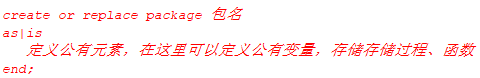 create or replace package 包名
as|is
定义公有元素，在这里可以定义公有变量，存储存储过程、函数
end;